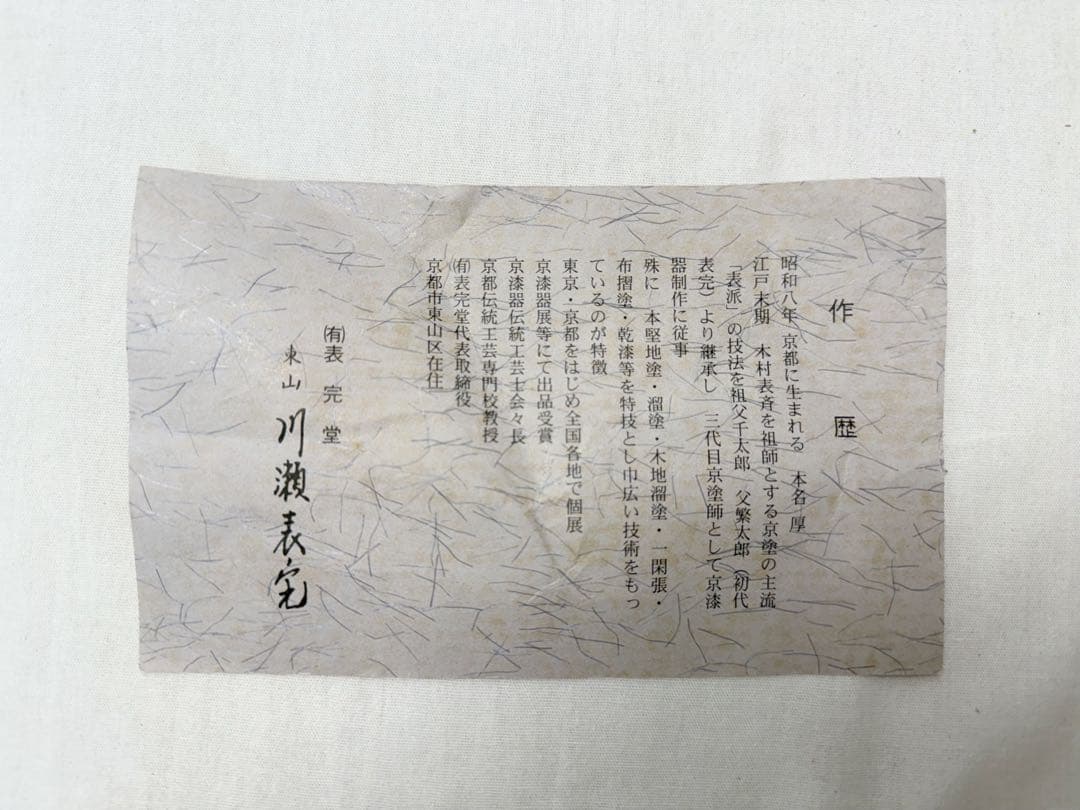 作歴
昭和八年 京都に生まれる 本名 厚
江戸末期 木村表斉を祖師とする京塗の主流
「表派」の技法を祖父千太郎 父繁太郎(初代
表完)より継承し 三代目京塗師として京漆
器制作に従事
殊に 本堅地塗・溜塗・木地溜塗・一閑張・
布摺塗・乾漆等を特技とし巾広い技術をもっ
ているのが特徴
東京・京都をはじめ全国各地で個展
京漆器展等にて出品受賞
京漆器伝統工芸士会々長
京都伝統工芸専門校教授
㈲表完堂代表取締役
京都市東山区在住
㈲表完堂
東山 川瀬表完